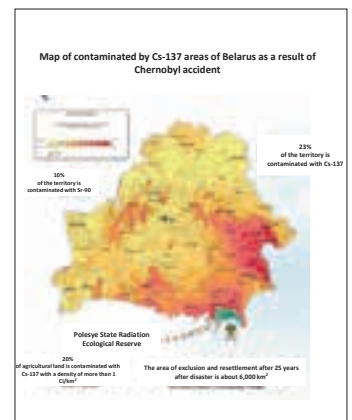 Map of contaminated by Cs-137 areas of Belarus as a result of
Chernobyl accident
23%
of the territory is
contaminated with Cs-137
10%
of the territory is
contaminated with Sr-90
Polesye State Radiation
Ecological Reserve
20%
of agricultural land is contaminated with
Cs-137 with a density of more than 1
Ci/km²
The area of exclusion and resettlement after 25 years
after disaster is about 6,000 km²